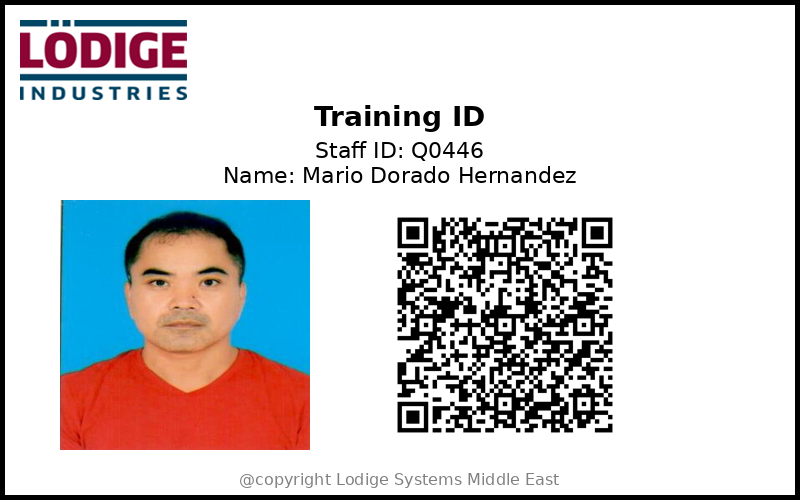 LÖDIGE
INDUSTRIES
Training ID
Staff ID: Q0446
Name: Mario Dorado Hernandez
@copyright Lodige Systems Middle East